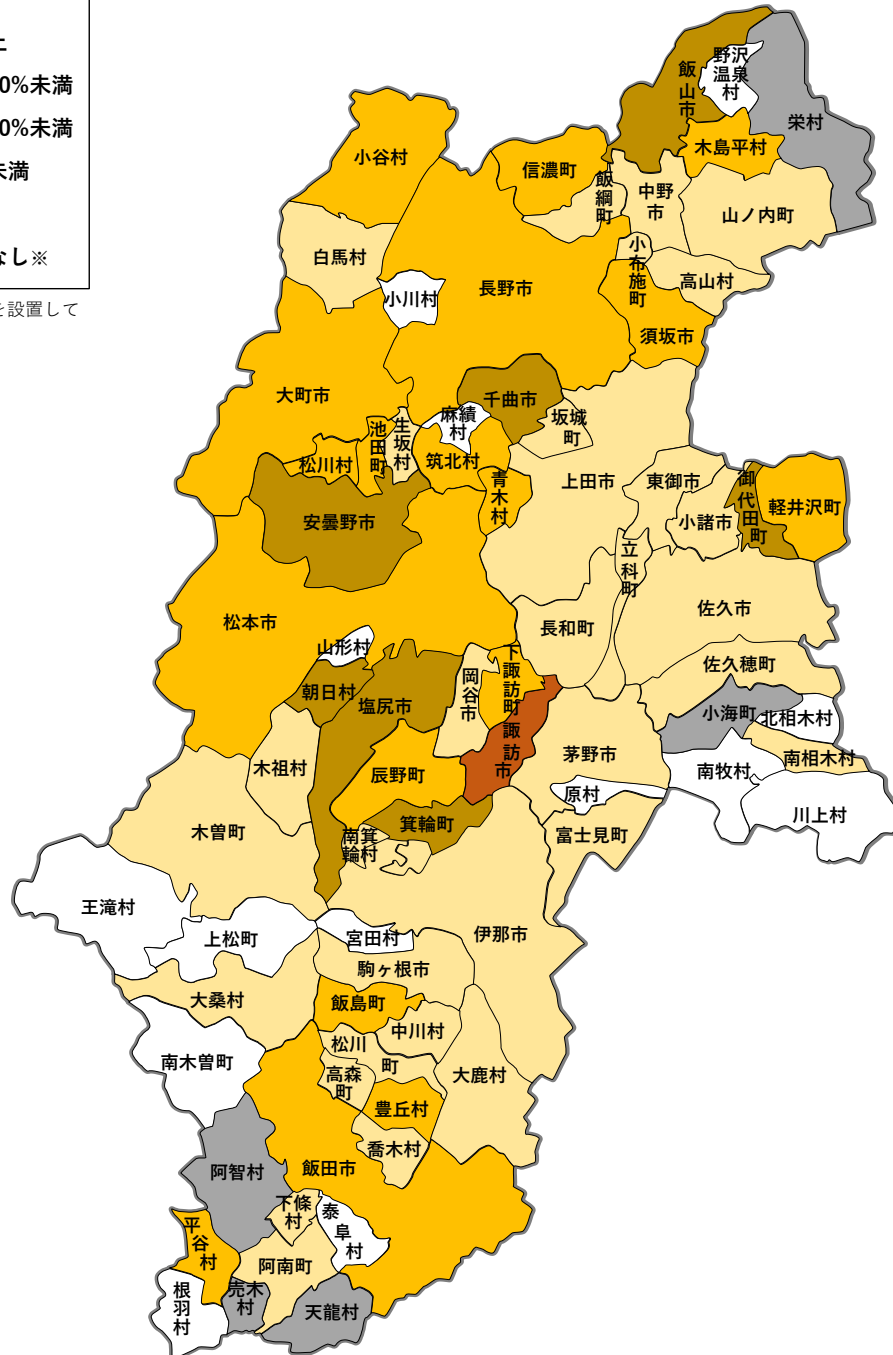 上
0%未満
0%未満
未満
なし※
を設置して
飯山市
野沢
温泉
村
栄村
木島平村
小谷村
信濃町
飯綱町
中野
市
山ノ内町
白馬村
小川村
長野市
小布施町
高山村
須坂市
大町市
千曲市
麻績
村
坂城
町
池田町
生坂村
松川村
筑北村
青木村
上田市
東御市
御代田町
軽井沢町
小諸市
安曇野市
立科町
松本市
長和町
佐久市
山形村
佐久穂町
朝日村
塩尻市
岡谷市
下諏訪町
諏訪市
小海町
北相木村
木祖村
辰野町
茅野市
南牧村
南相木村
原村
川上村
木曽町
南箕
輪村
箕輪町
富士見町
王滝村
上松町
宮田村
伊那市
駒ヶ根市
大桑村
飯島町
中川村
松川
町
南木曽町
高森
町
大鹿村
豊丘村
喬木村
阿智村
飯田市
下條
村
泰阜村
平谷村
阿南町
根羽村
売木
村
天龍村